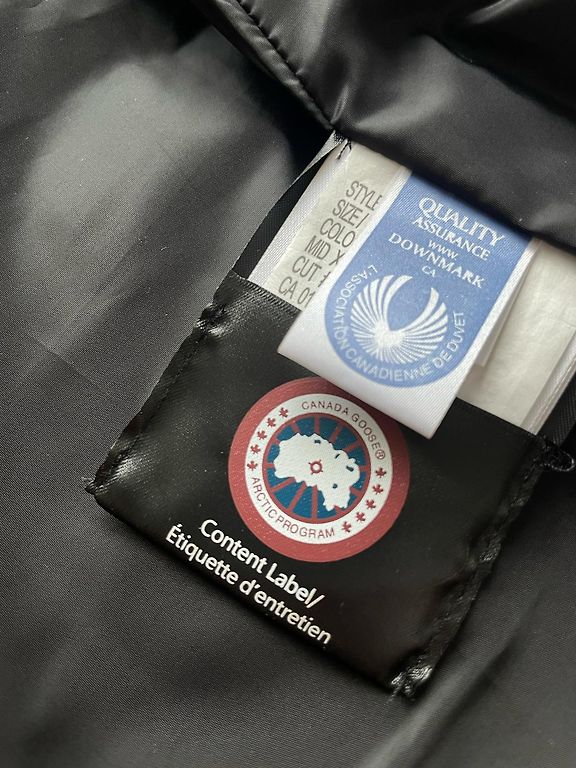 STYLE
SIZE/
COLO
MID X
CUT
CA 01
QUALITY
ASSURANCE
WWW
DOWNMARK
CA
L'ASSOCIATION CANADIENNE DE DUVET
CANADA GOOSE®
ARCTIC PROGRAM
Content Label/
Étiquette d'entretien